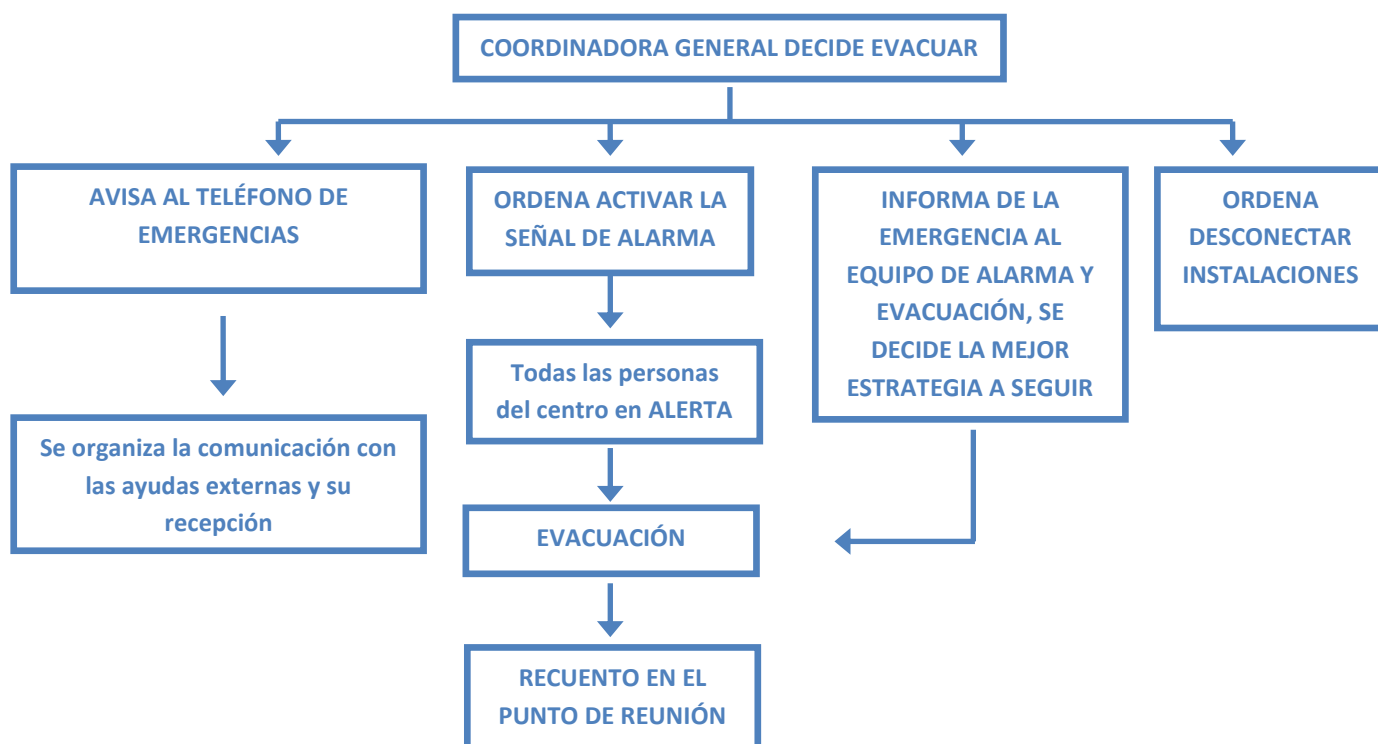 COORDINADORA GENERAL DECIDE EVACUAR
AVISA AL TELÉFONO DE
EMERGENCIAS
ORDENA ACTIVAR LA
SEÑAL DE ALARMA
INFORMA DE LA
EMERGENCIA AL
EQUIPO DE ALARMA Y
EVACUACIÓN, SE
DECIDE LA MEJOR
ESTRATEGIA A SEGUIR
ORDENA
DESCONECTAR
INSTALACIONES
Todas las personas
del centro en ALERTA
Se organiza la comunicación con
las ayudas externas y su
recepción
EVACUACIÓN
RECUENTO EN EL
PUNTO DE REUNIÓN